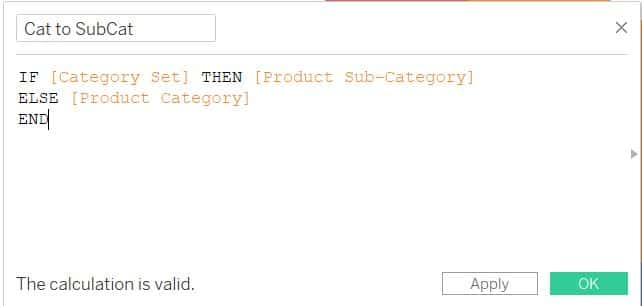 Cat to SubCat
IF [Category Set] THEN [Product Sub-Category]
ELSE [Product Category]
END
The calculation is valid.
Apply
OK